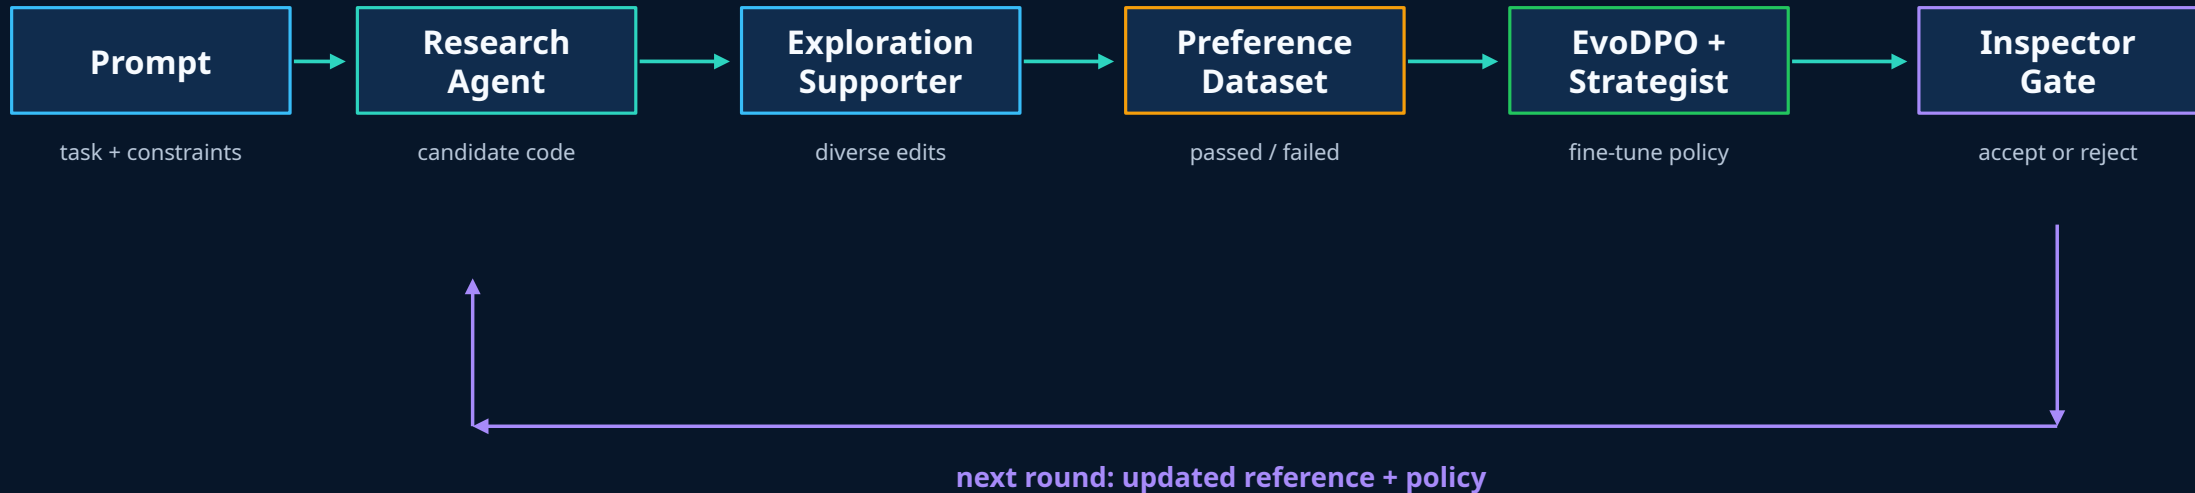 Prompt
Research
Agent
Exploration
Supporter
Preference
Dataset
EvoDPO +
Strategist
Inspector
Gate
task + constraints
candidate code
diverse edits
passed / failed
fine-tune policy
accept or reject
next round: updated reference + policy